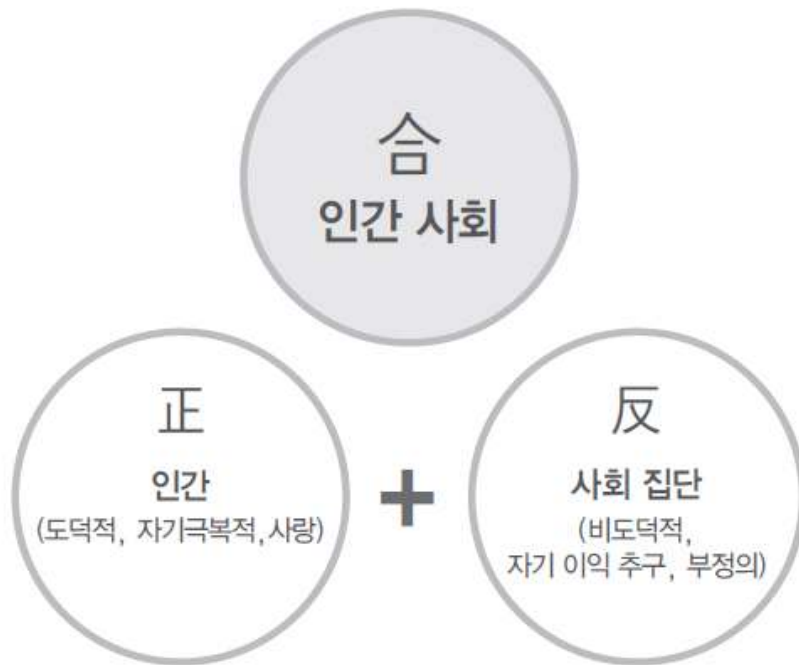 合
인간 사회
正
인간
(도덕적, 자기극복적, 사랑)
+
反
사회 집단
(비도덕적,
자기 이익 추구, 부정의)